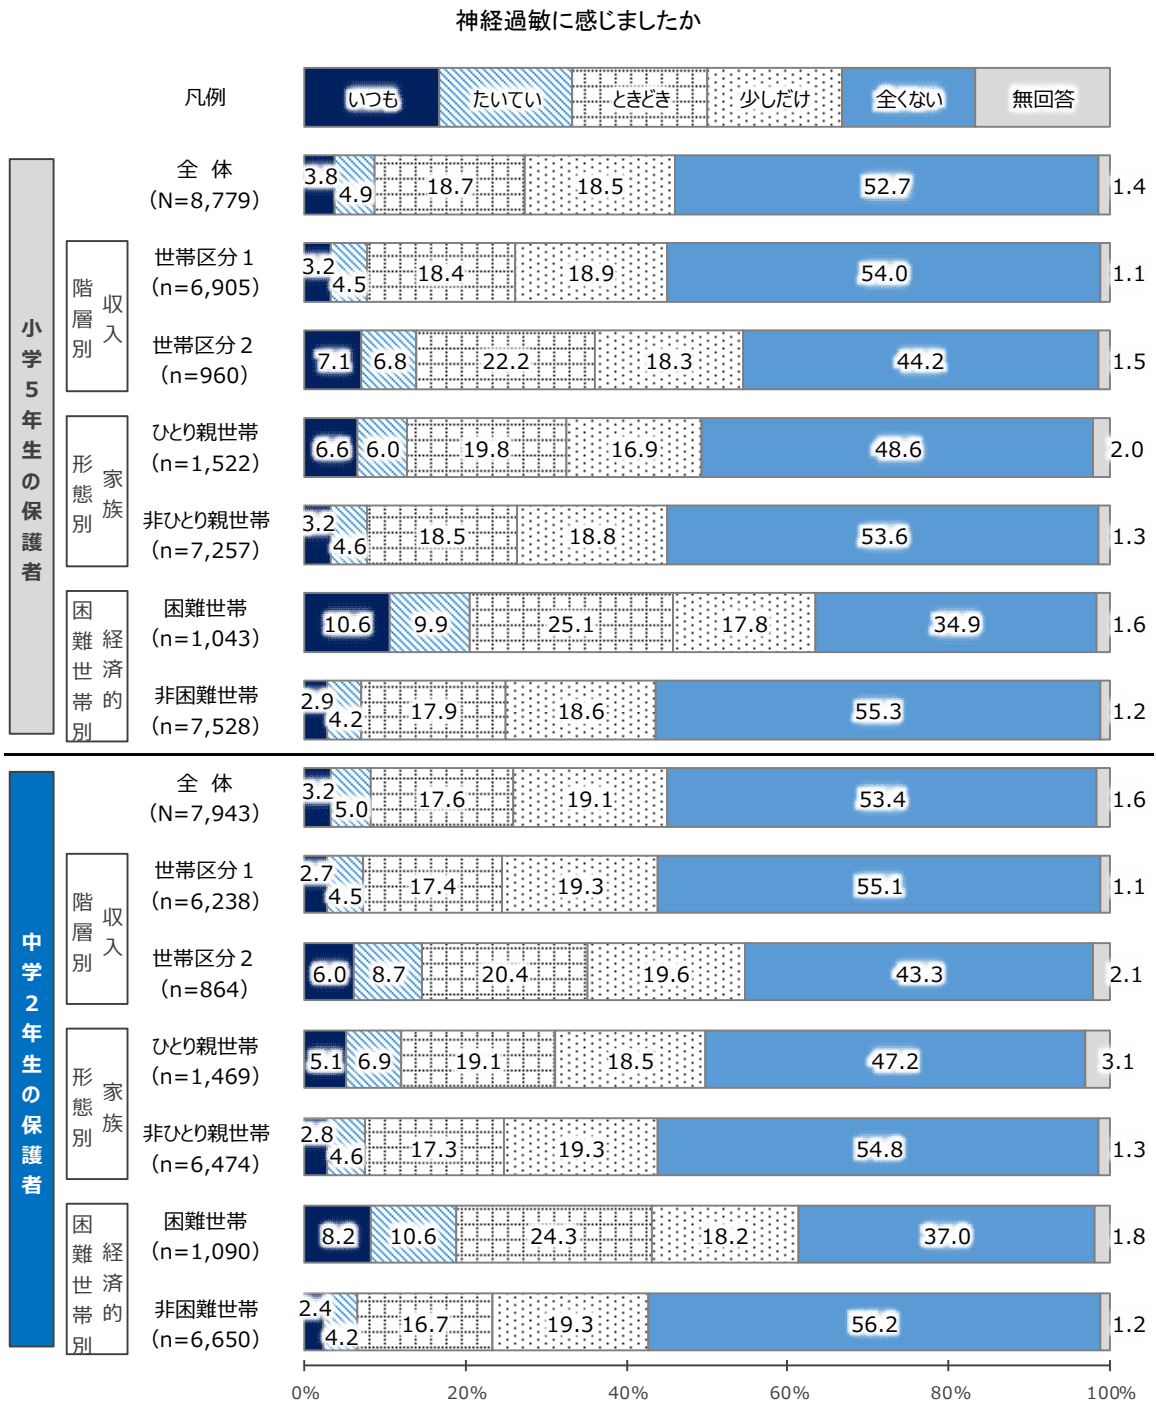 神経過敏に感じましたか
凡例
いつも
たいてい
ときどき
少しだけ
全くない
無回答
小学5年生の保護者
全 体
(N=8,779)
3.8 4.9 18.7 18.5 52.7 1.4
収入階層別
世帯区分1
(n=6,905)
3.2 4.5 18.4 18.9 54.0 1.1
世帯区分2
(n=960)
7.1 6.8 22.2 18.3 44.2 1.5
家族形態別
ひとり親世帯
(n=1,522)
6.6 6.0 19.8 16.9 48.6 2.0
非ひとり親世帯
(n=7,257)
3.2 4.6 18.5 18.8 53.6 1.3
経済的困難世帯別
困難世帯
(n=1,043)
10.6 9.9 25.1 17.8 34.9 1.6
非困難世帯
(n=7,528)
2.9 4.2 17.9 18.6 55.3 1.2
中学2年生の保護者
全 体
(N=7,943)
3.2 5.0 17.6 19.1 53.4 1.6
収入階層別
世帯区分1
(n=6,238)
2.7 4.5 17.4 19.3 55.1 1.1
世帯区分2
(n=864)
6.0 8.7 20.4 19.6 43.3 2.1
家族形態別
ひとり親世帯
(n=1,469)
5.1 6.9 19.1 18.5 47.2 3.1
非ひとり親世帯
(n=6,474)
2.8 4.6 17.3 19.3 54.8 1.3
経済的困難世帯別
困難世帯
(n=1,090)
8.2 10.6 24.3 18.2 37.0 1.8
非困難世帯
(n=6,650)
2.4 4.2 16.7 19.3 56.2 1.2
0% 20% 40% 60% 80% 100%